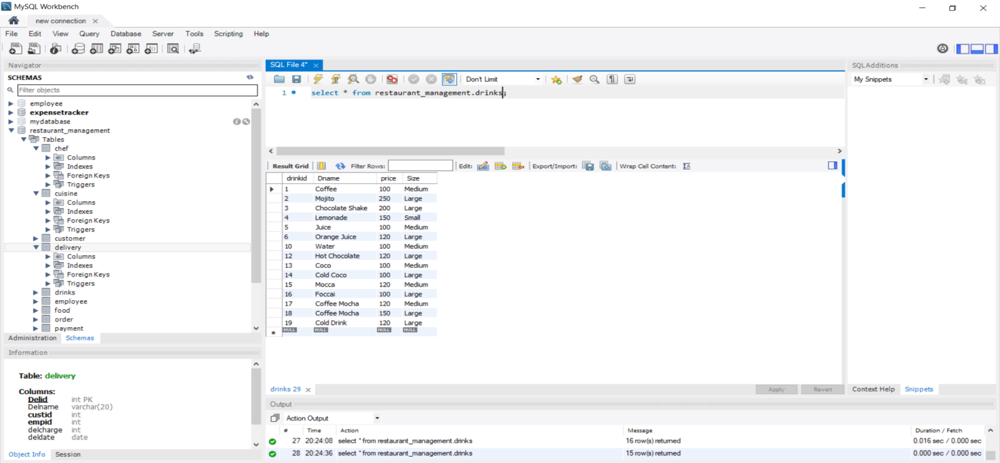 MySQL Workbench
new connection
File Edit View Query Database Server Tools Scripting Help
Navigator
SCHEMAS
Filter objects
employee
expensetracker
mydatabase
restaurant_management
Tables
chef
Columns
Indexes
Foreign Keys
Triggers
cuisine
Columns
Indexes
Foreign Keys
Triggers
customer
delivery
Columns
Indexes
Foreign Keys
Triggers
drinks
employee
food
order
payment
Administration Schemas
Information
Table: delivery
Columns:
Delid int PK
Delname varchar(20)
custid int
empid int
delcharge int
deldate date
Object Info Session
SQL File 4*
Don't Limit
1 select * from restaurant_management.drinks;
Result Grid Filter Rows: Edit: Export/Import: Wrap Cell Content:
drinkid Dname price Size
1 Coffee 100 Medium
2 Mojito 250 Large
3 Chocolate Shake 200 Large
4 Lemonade 150 Small
5 Juice 100 Medium
6 Orange Juice 120 Large
10 Water 100 Medium
12 Hot Chocolate 120 Large
13 Coco 100 Medium
14 Cold Coco 100 Large
15 Mocca 120 Medium
16 Foccai 100 Large
17 Coffee Mocha 120 Medium
18 Coffee Mocha 150 Large
19 Cold Drink 120 Large
NULL NULL NULL NULL
drinks 29
Apply Revert
Output
Action Output
# Time Action Message Duration / Fetch
27 20:24:08 select * from restaurant_management.drinks 16 row(s) returned 0.016 sec / 0.000 sec
28 20:24:36 select * from restaurant_management.drinks 15 row(s) returned 0.000 sec / 0.000 sec
SQLAdditions
My Snippets
Context Help Snippets